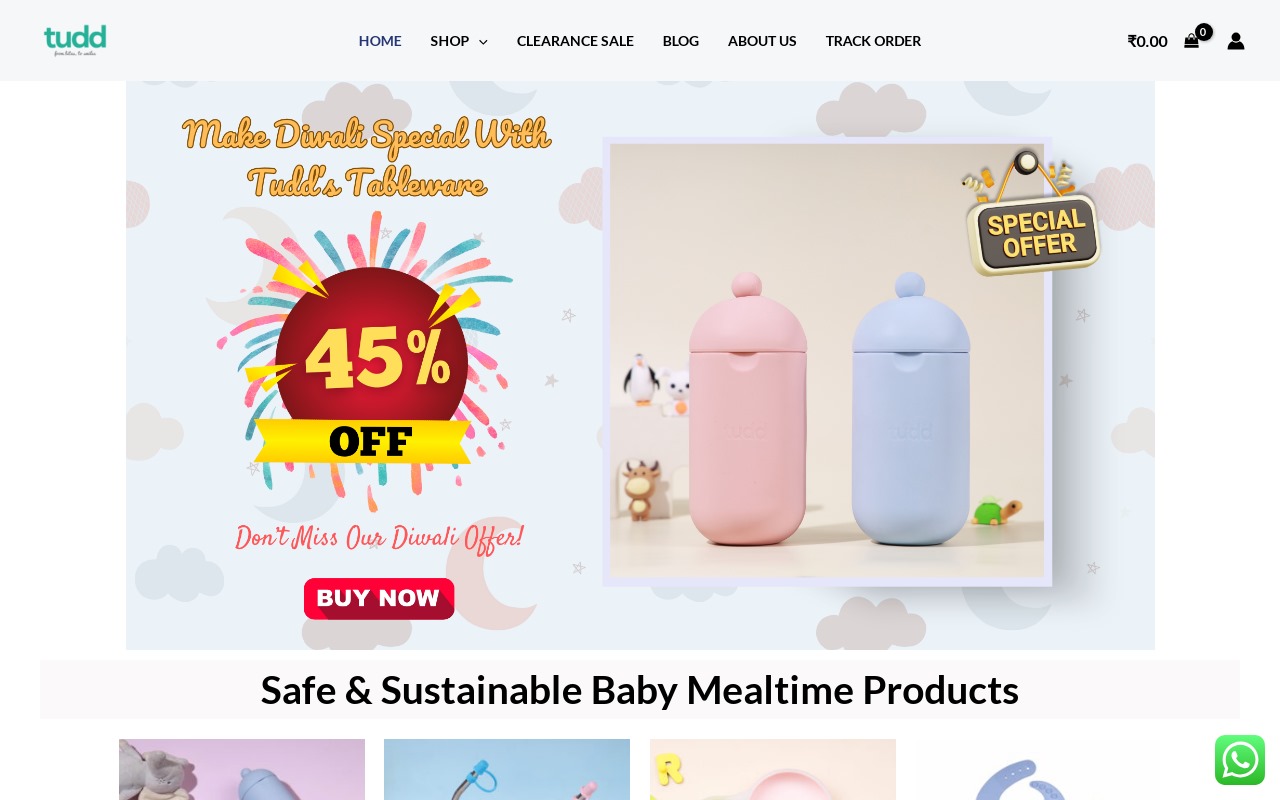 tudd
from bites, to smiles
HOME
SHOP
CLEARANCE SALE
BLOG
ABOUT US
TRACK ORDER
₹0.00
0
Make Diwali Special With
Tudd's Tableware
45%
OFF
Don't Miss Our Diwali Offer!
BUY NOW
SPECIAL
OFFER
tudd
tudd
Safe & Sustainable Baby Mealtime Products
R